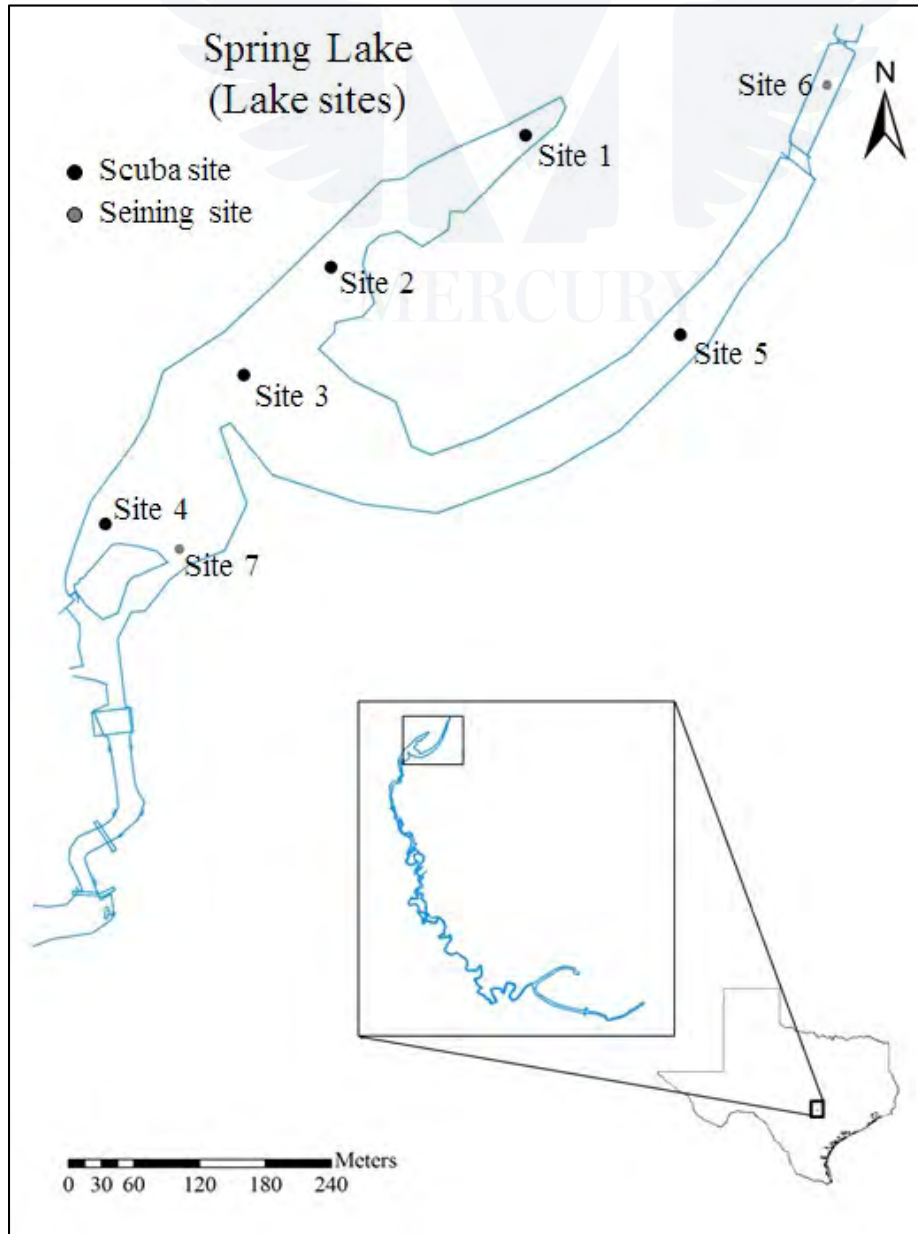 Spring Lake
(Lake sites)
Scuba site
Seining site
Site 6
N
Site 1
Site 2
MERCURY
Site 5
Site 3
Site 4
Site 7
Meters
0 30 60 120 180 240